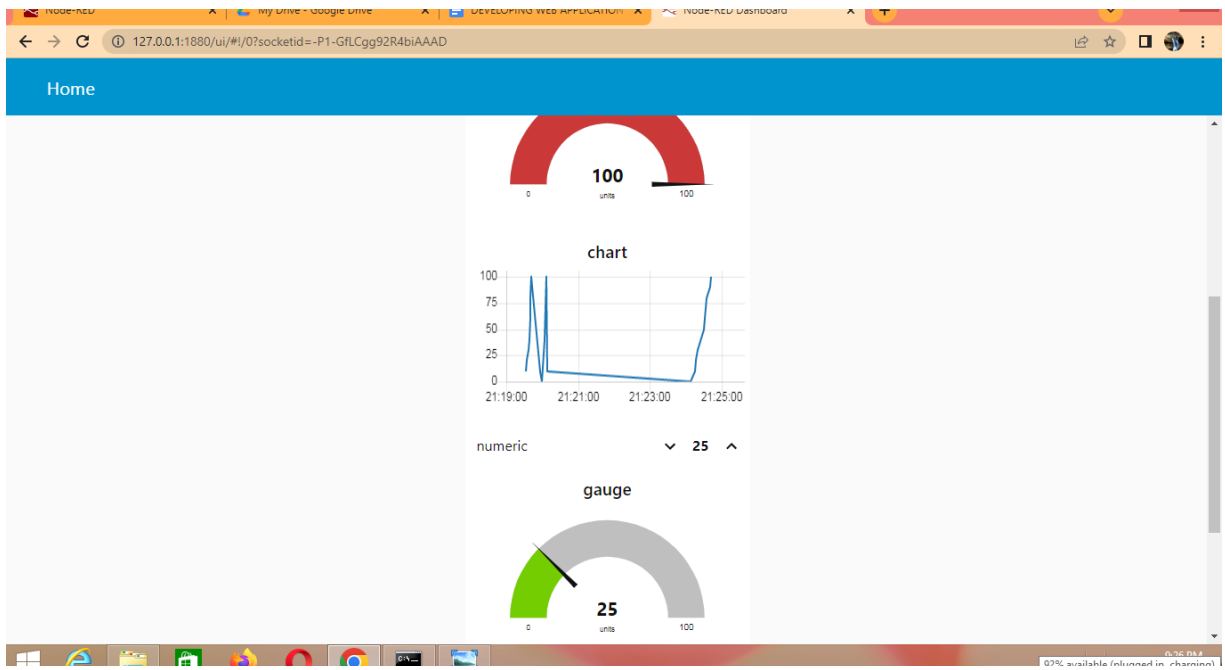 Node-RED
My Drive - Google Drive
DEVELOPING WEB APPLICATION
Node-RED Dashboard
127.0.0.1:1880/ui/#!/0?socketid=-P1-GfLCgg92R4biAAAD
Home
100
0 units 100
chart
100
75
50
25
0
21:19:00 21:21:00 21:23:00 21:25:00
numeric 25
gauge
25
0 units 100
9:26 PM
92% available (plugged in, charging)